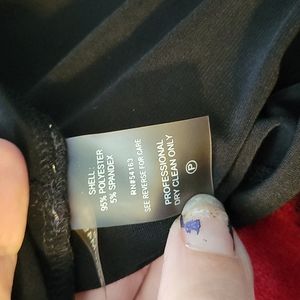 SHELL:
95% POLYESTER
5% SPANDEX
RN#54163
SEE REVERSE FOR CARE
PROFESSIONAL
DRY CLEAN ONLY
P